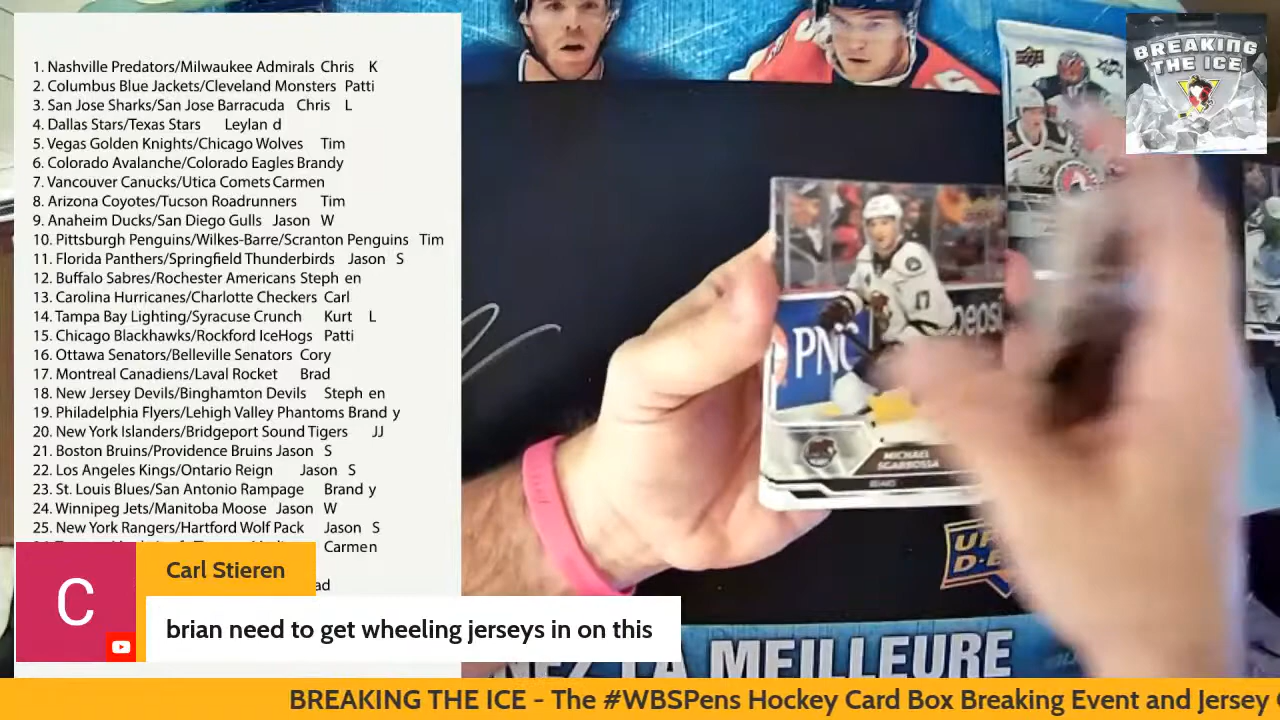 1. Nashville Predators/Milwaukee Admirals Chris K
2. Columbus Blue Jackets/Cleveland Monsters Patti
3. San Jose Sharks/San Jose Barracuda Chris L
4. Dallas Stars/Texas Stars Leylan d
5. Vegas Golden Knights/Chicago Wolves Tim
6. Colorado Avalanche/Colorado Eagles Brandy
7. Vancouver Canucks/Utica Comets Carmen
8. Arizona Coyotes/Tucson Roadrunners Tim
9. Anaheim Ducks/San Diego Gulls Jason W
10. Pittsburgh Penguins/Wilkes-Barre/Scranton Penguins Tim
11. Florida Panthers/Springfield Thunderbirds Jason S
12. Buffalo Sabres/Rochester Americans Steph en
13. Carolina Hurricanes/Charlotte Checkers Carl
14. Tampa Bay Lighting/Syracuse Crunch Kurt L
15. Chicago Blackhawks/Rockford IceHogs Patti
16. Ottawa Senators/Belleville Senators Cory
17. Montreal Canadiens/Laval Rocket Brad
18. New Jersey Devils/Binghamton Devils Steph en
19. Philadelphia Flyers/Lehigh Valley Phantoms Brand y
20. New York Islanders/Bridgeport Sound Tigers JJ
21. Boston Bruins/Providence Bruins Jason S
22. Los Angeles Kings/Ontario Reign Jason S
23. St. Louis Blues/San Antonio Rampage Brand y
24. Winnipeg Jets/Manitoba Moose Jason W
25. New York Rangers/Hartford Wolf Pack Jason S
Carmen
ad
BREAKING
THE ICE
PNC
pepsi
MICHAEL
SGARBOSSA
BEARS
UP
D·E
LA MEILLEURE
C
Carl Stieren
brian need to get wheeling jerseys in on this
BREAKING THE ICE - The #WBSPens Hockey Card Box Breaking Event and Jersey